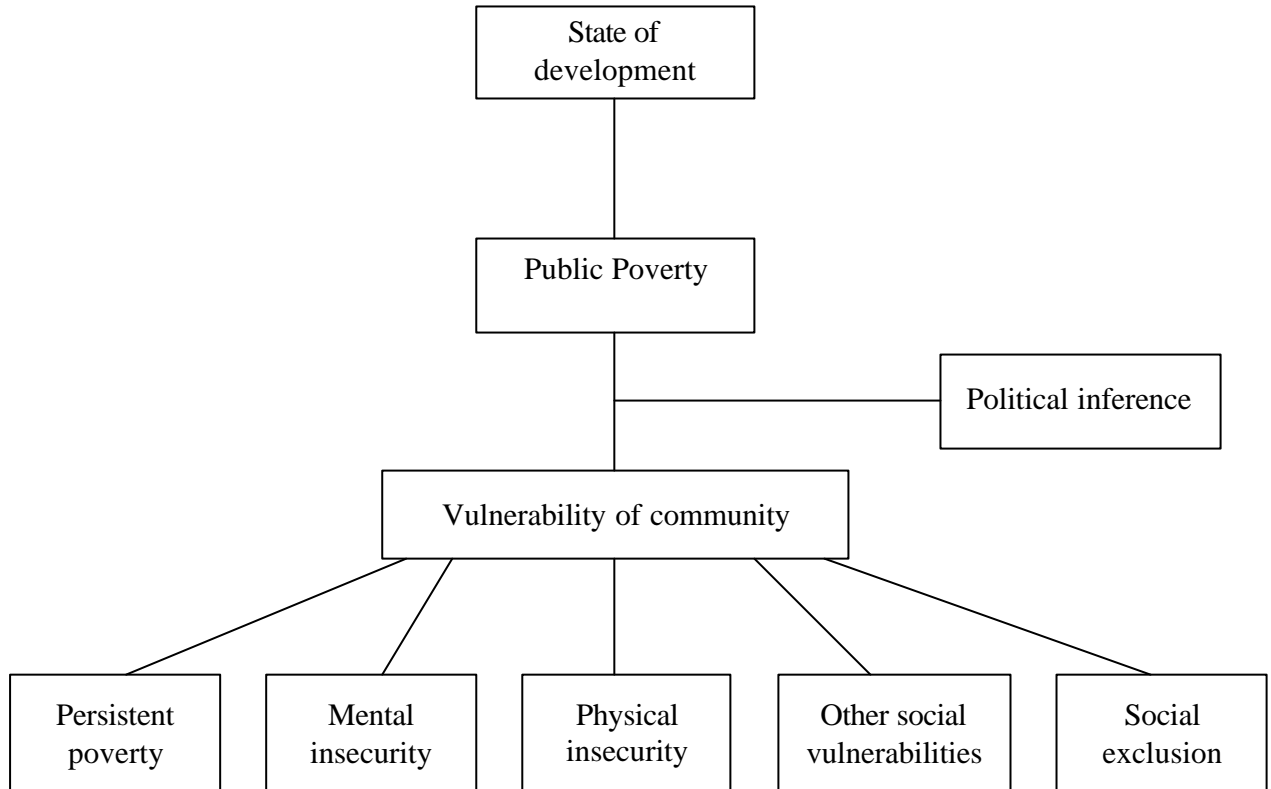 State of
development
Public Poverty
Political inference
Vulnerability of community
Persistent
poverty
Mental
insecurity
Physical
insecurity
Other social
vulnerabilities
Social
exclusion